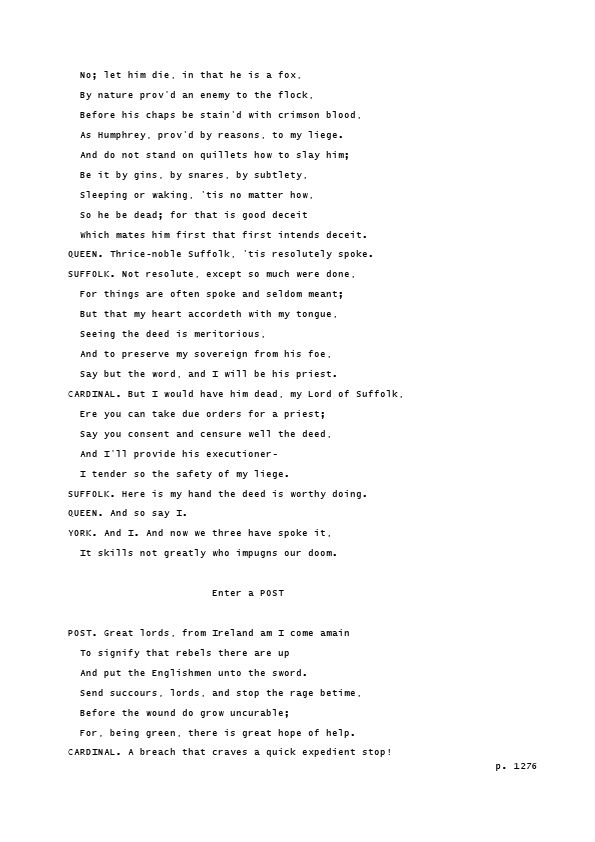 No; let him die, in that he is a fox,
By nature prov'd an enemy to the flock,
Before his chaps be stain'd with crimson blood,
As Humphrey, prov'd by reasons, to my liege.
And do not stand on quillets how to slay him;
Be it by gins, by snares, by subtlety,
Sleeping or waking, 'tis no matter how,
So he be dead; for that is good deceit
Which mates him first that first intends deceit.
QUEEN. Thrice-noble Suffolk, 'tis resolutely spoke.
SUFFOLK. Not resolute, except so much were done,
For things are often spoke and seldom meant;
But that my heart accordeth with my tongue,
Seeing the deed is meritorious,
And to preserve my sovereign from his foe,
Say but the word, and I will be his priest.
CARDINAL. But I would have him dead, my Lord of Suffolk,
Ere you can take due orders for a priest;
Say you consent and censure well the deed,
And I'll provide his executioner-
I tender so the safety of my liege.
SUFFOLK. Here is my hand the deed is worthy doing.
QUEEN. And so say I.
YORK. And I. And now we three have spoke it,
It skills not greatly who impugns our doom.
Enter a POST
POST. Great lords, from Ireland am I come amain
To signify that rebels there are up
And put the Englishmen unto the sword.
Send succours, lords, and stop the rage betime,
Before the wound do grow uncurable;
For, being green, there is great hope of help.
CARDINAL. A breach that craves a quick expedient stop!
p. 1276